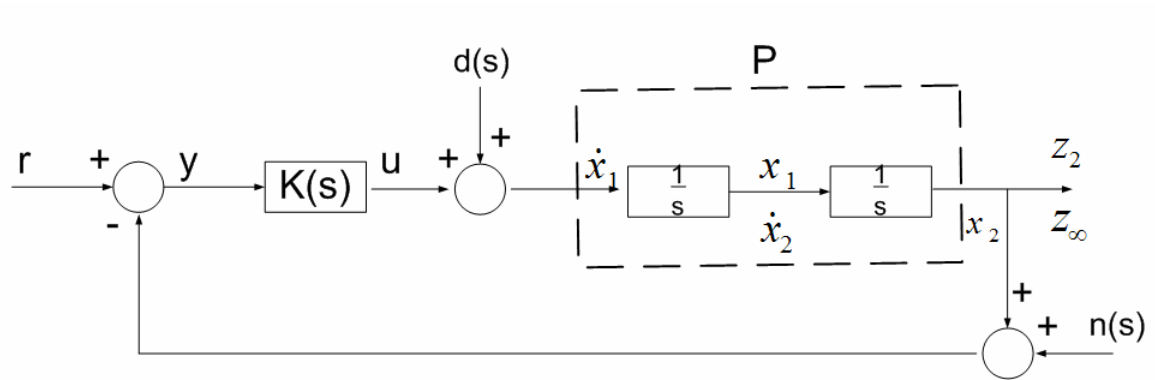 P
d(s)
r
+
-
y
K(s)
u
+
+
ẋ₁
1
s
x₁
ẋ₂
1
s
x₂
z₂
z∞
+
+
n(s)